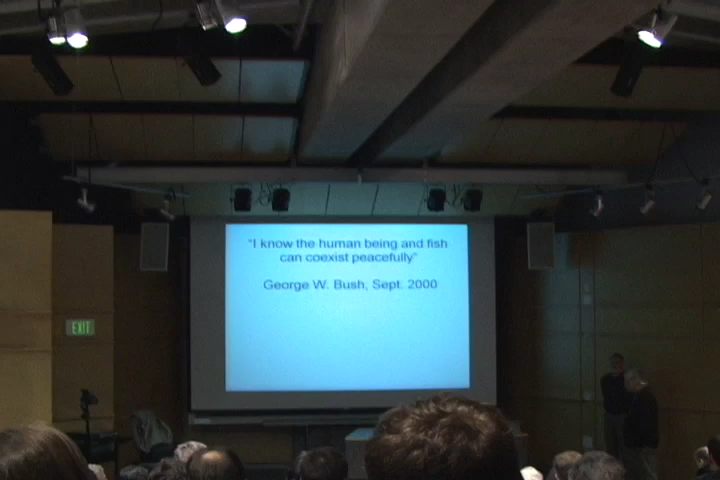 "I know the human being and fish
can coexist peacefully"
George W. Bush, Sept. 2000
EXIT